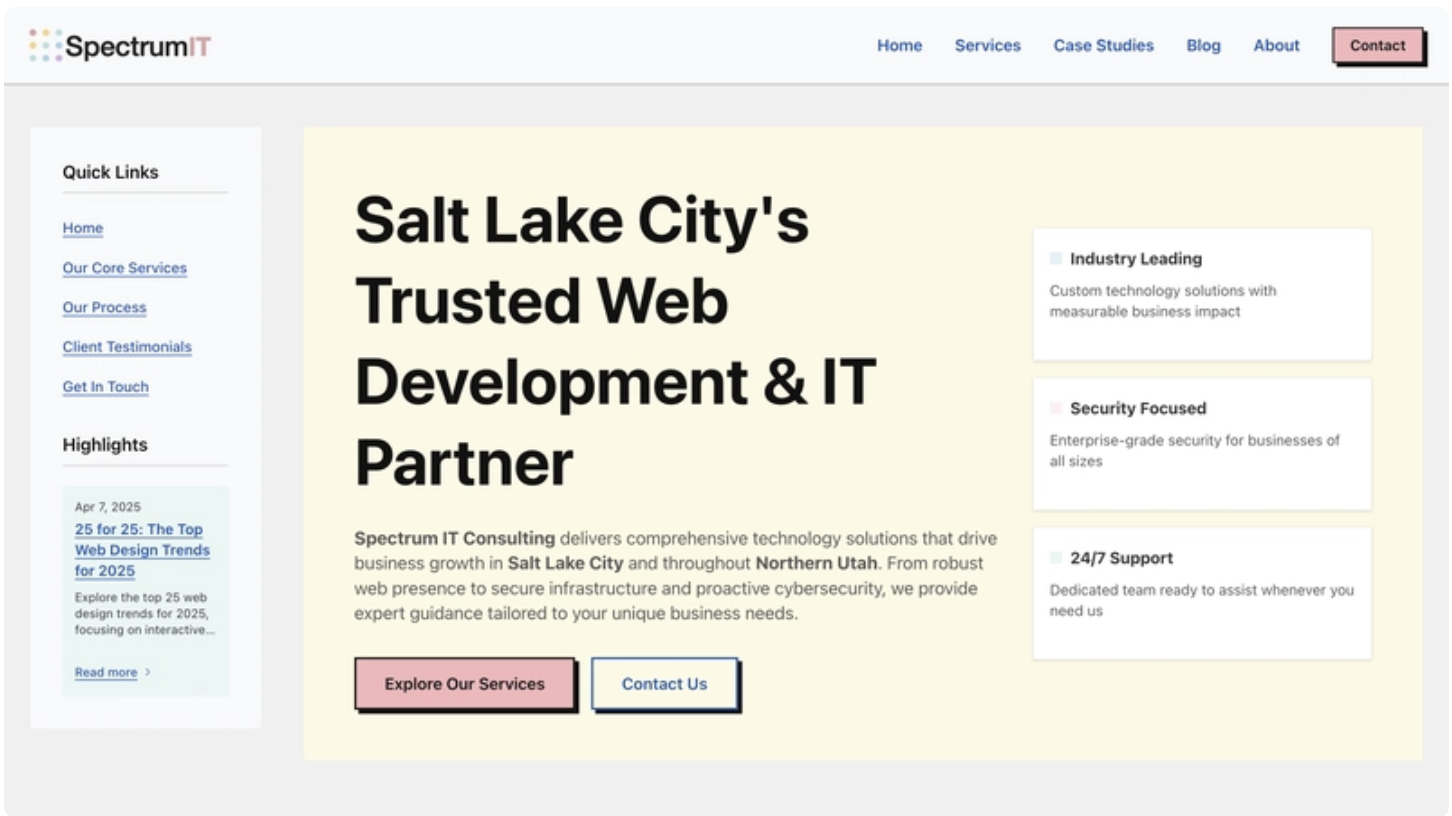 SpectrumIT
Home
Services
Case Studies
Blog
About
Contact
Quick Links
Home
Our Core Services
Our Process
Client Testimonials
Get In Touch
Highlights
Apr 7, 2025
25 for 25: The Top
Web Design Trends
for 2025
Explore the top 25 web
design trends for 2025,
focusing on interactive...
Read more
Salt Lake City's
Trusted Web
Development & IT
Partner
Spectrum IT Consulting delivers comprehensive technology solutions that drive
business growth in Salt Lake City and throughout Northern Utah. From robust
web presence to secure infrastructure and proactive cybersecurity, we provide
expert guidance tailored to your unique business needs.
Explore Our Services
Contact Us
Industry Leading
Custom technology solutions with
measurable business impact
Security Focused
Enterprise-grade security for businesses of
all sizes
24/7 Support
Dedicated team ready to assist whenever you
need us